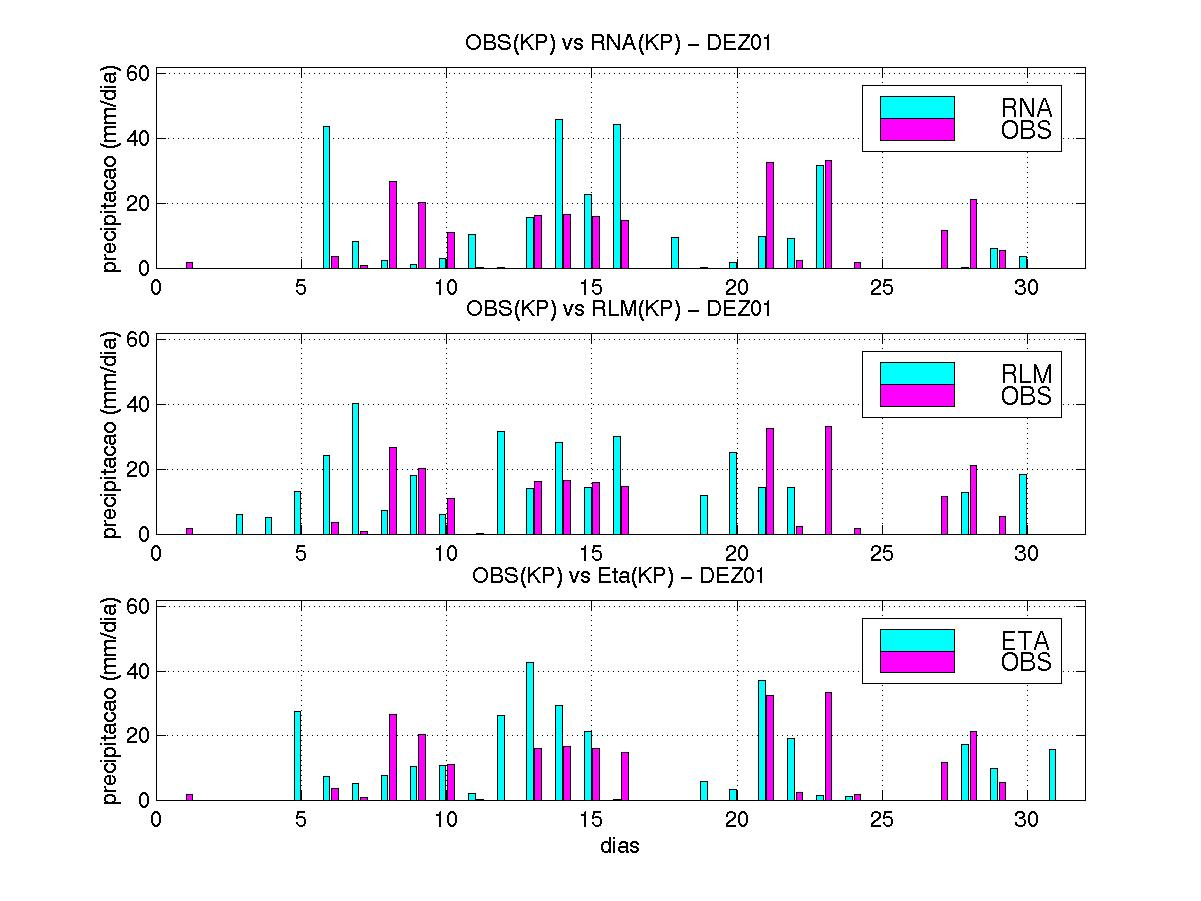 OBS(KP) vs RNA(KP) − DEZ01
precipitacao (mm/dia)
60
40
20
0
RNA
OBS
0 5 10 15 20 25 30
OBS(KP) vs RLM(KP) − DEZ01
precipitacao (mm/dia)
60
40
20
0
RLM
OBS
0 5 10 15 20 25 30
OBS(KP) vs Eta(KP) − DEZ01
precipitacao (mm/dia)
60
40
20
0
ETA
OBS
0 5 10 15 20 25 30
dias